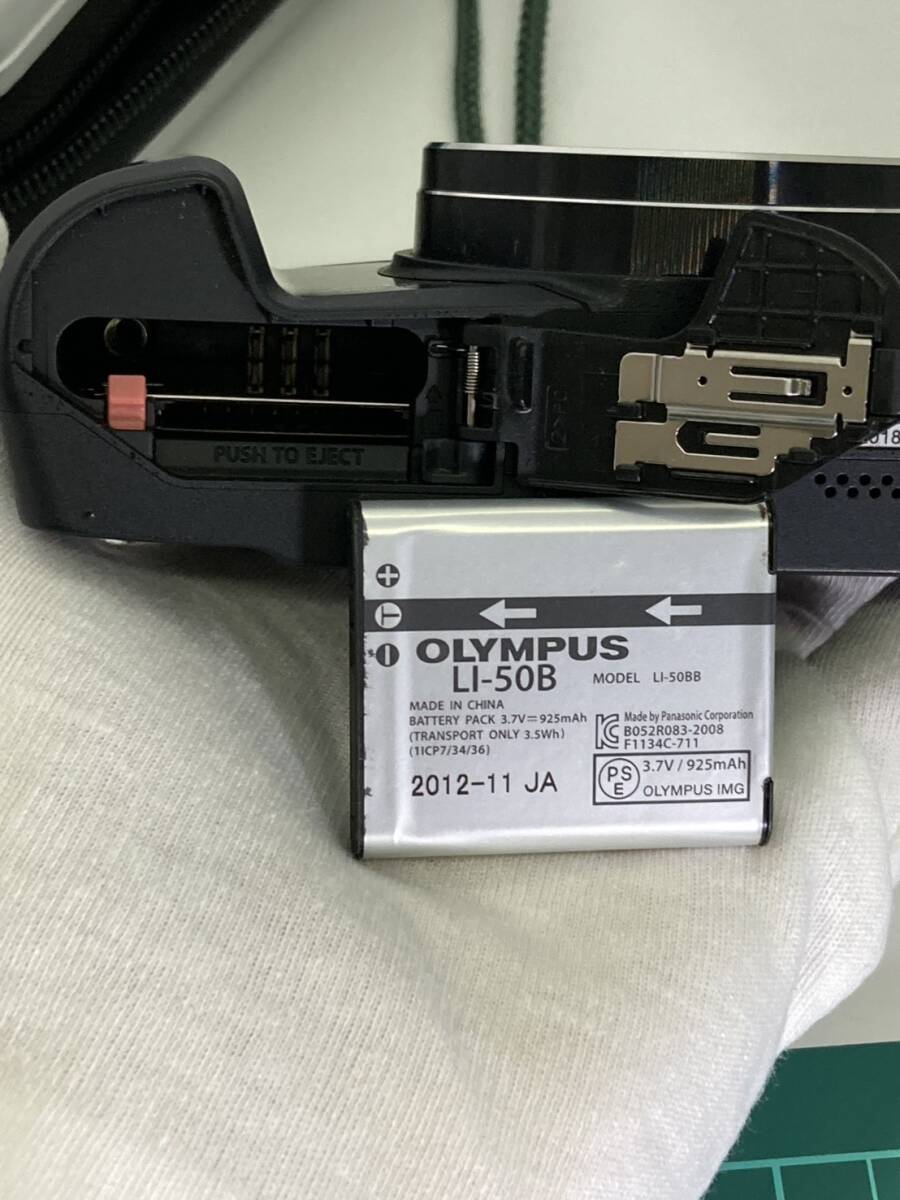 PUSH TO EJECT
018
OLYMPUS
LI-50B
MODEL LI-50BB
MADE IN CHINA
BATTERY PACK 3.7V⎓925mAh
(TRANSPORT ONLY 3.5Wh)
(1ICP7/34/36)
2012-11 JA
Made by Panasonic Corporation
B052R083-2008
F1134C-711
PS
E
3.7V / 925mAh
OLYMPUS IMG